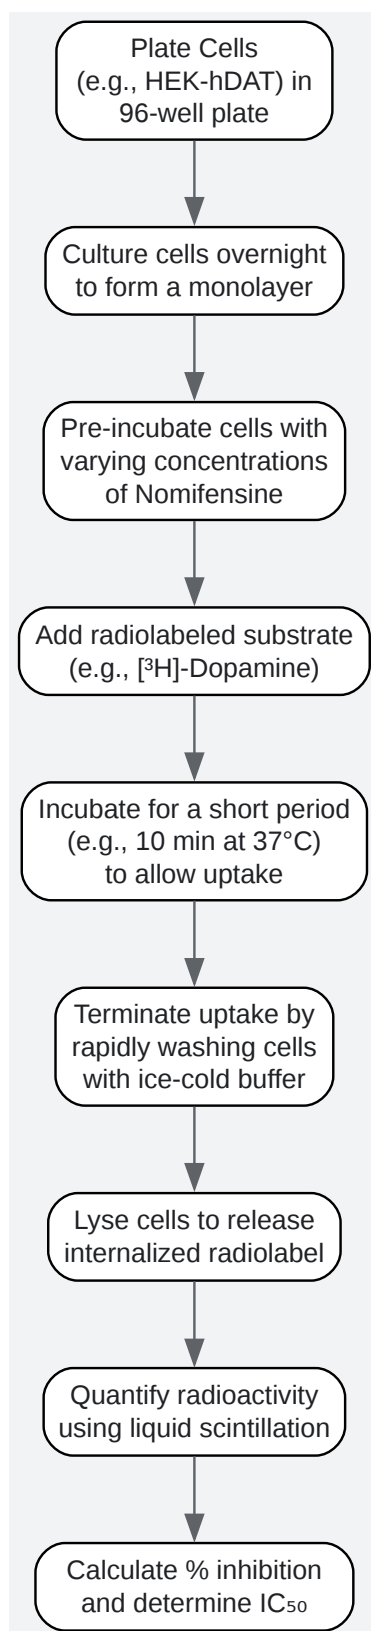 Plate Cells
(e.g., HEK-hDAT) in
96-well plate
Culture cells overnight
to form a monolayer
Pre-incubate cells with
varying concentrations
of Nomifensine
Add radiolabeled substrate
(e.g., [³H]-Dopamine)
Incubate for a short period
(e.g., 10 min at 37°C)
to allow uptake
Terminate uptake by
rapidly washing cells
with ice-cold buffer
Lyse cells to release
internalized radiolabel
Quantify radioactivity
using liquid scintillation
Calculate % inhibition
and determine IC₅₀